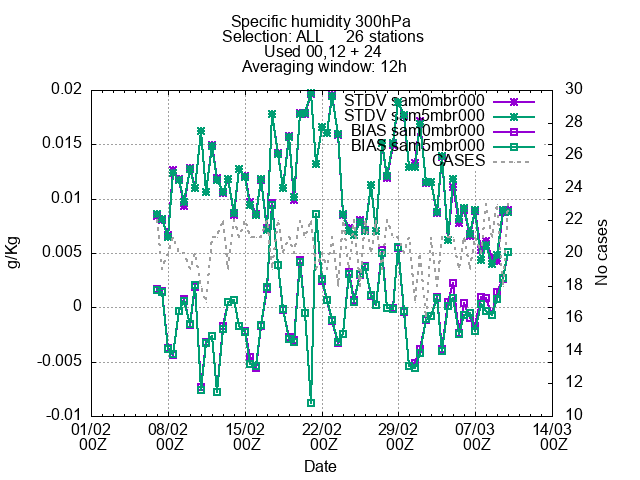 Specific humidity 300hPa
Selection: ALL 26 stations
Used 00,12 + 24
Averaging window: 12h
STDV sam0mbr000
STDV sam5mbr000
BIAS sam0mbr000
BIAS sam5mbr000
CASES
0.02
0.015
0.01
0.005
0
-0.005
-0.01
g/Kg
30
28
26
24
22
20
18
16
14
12
10
No cases
01/02 08/02 15/02 22/02 29/02 07/03 14/03
00Z 00Z 00Z 00Z 00Z 00Z 00Z
Date